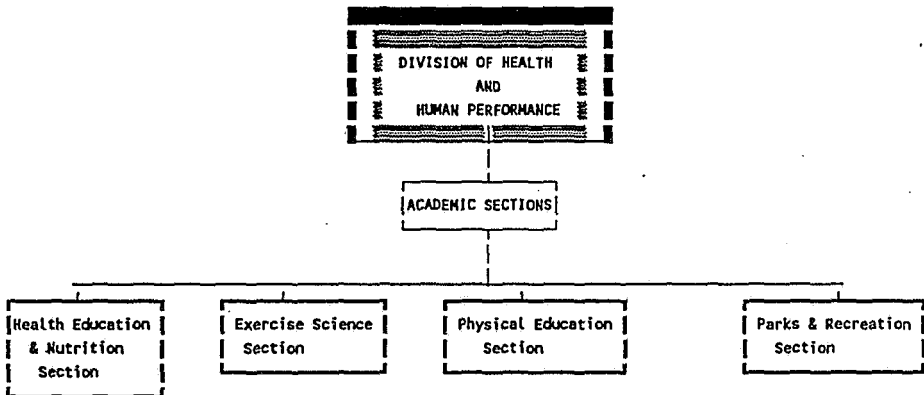 DIVISION OF HEALTH
AND
HUMAN PERFORMANCE
ACADEMIC SECTIONS
Health Education
& Nutrition
Section
Exercise Science
Section
Physical Education
Section
Parks & Recreation
Section